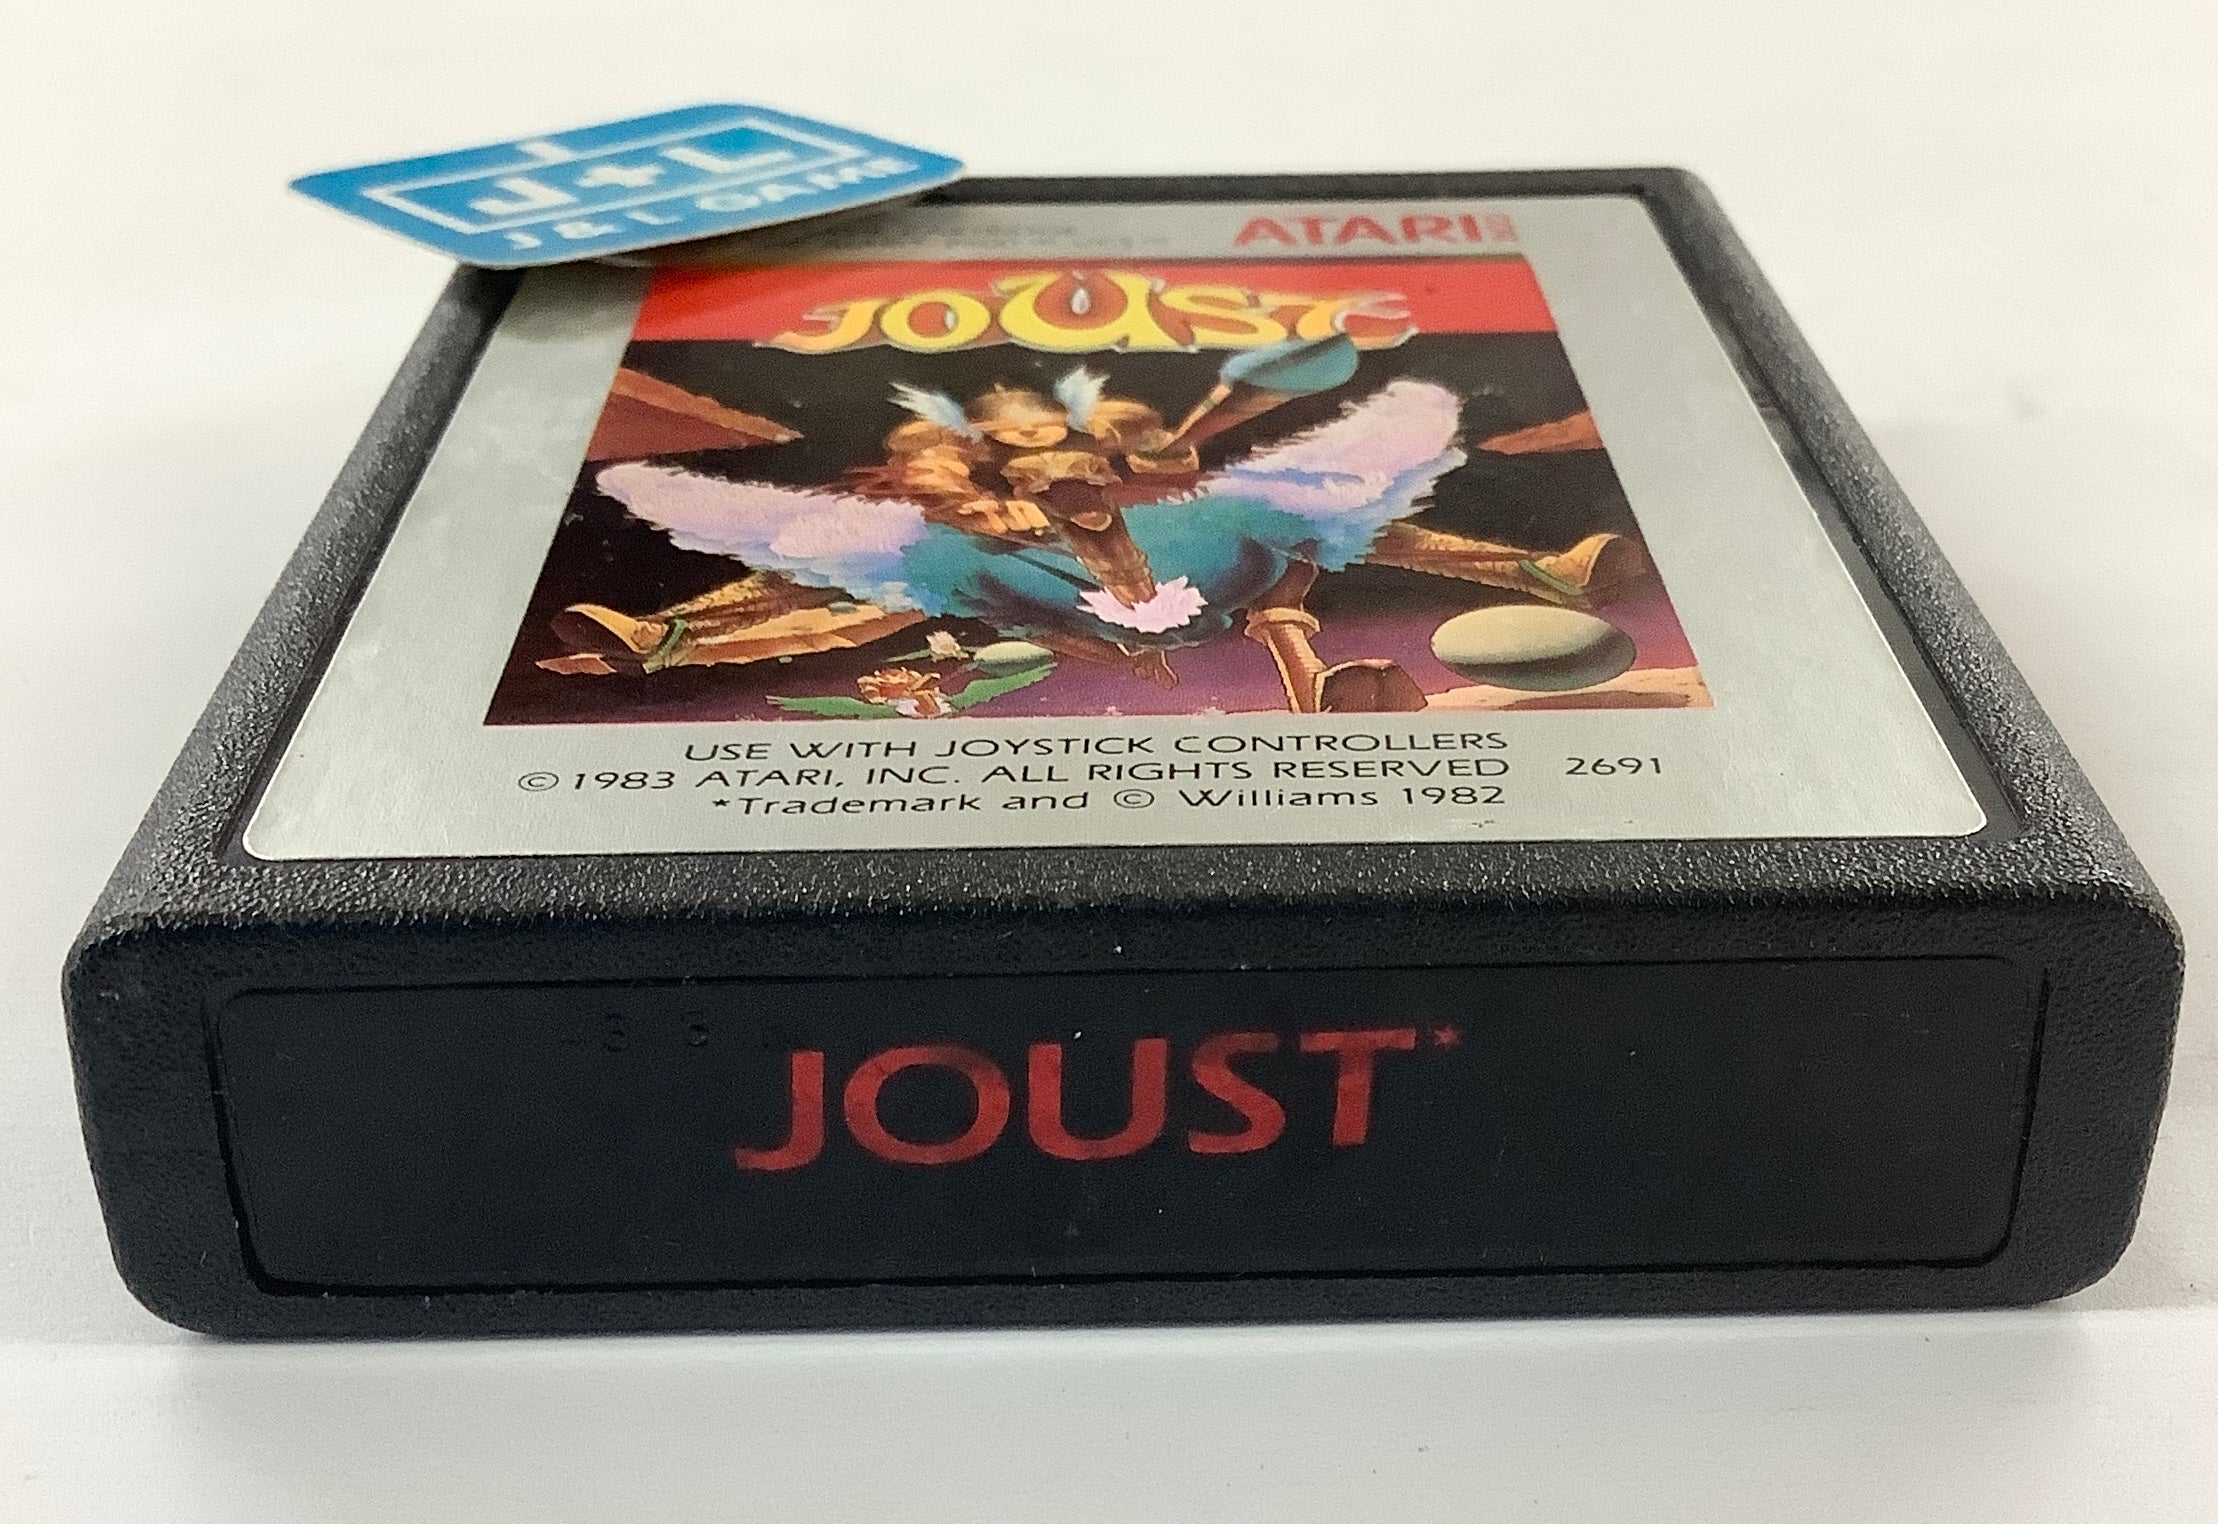 J+L
J & L GAME
ATARI
JOUST
USE WITH JOYSTICK CONTROLLERS
© 1983 ATARI, INC. ALL RIGHTS RESERVED 2691
*Trademark and © Williams 1982
JOUST*